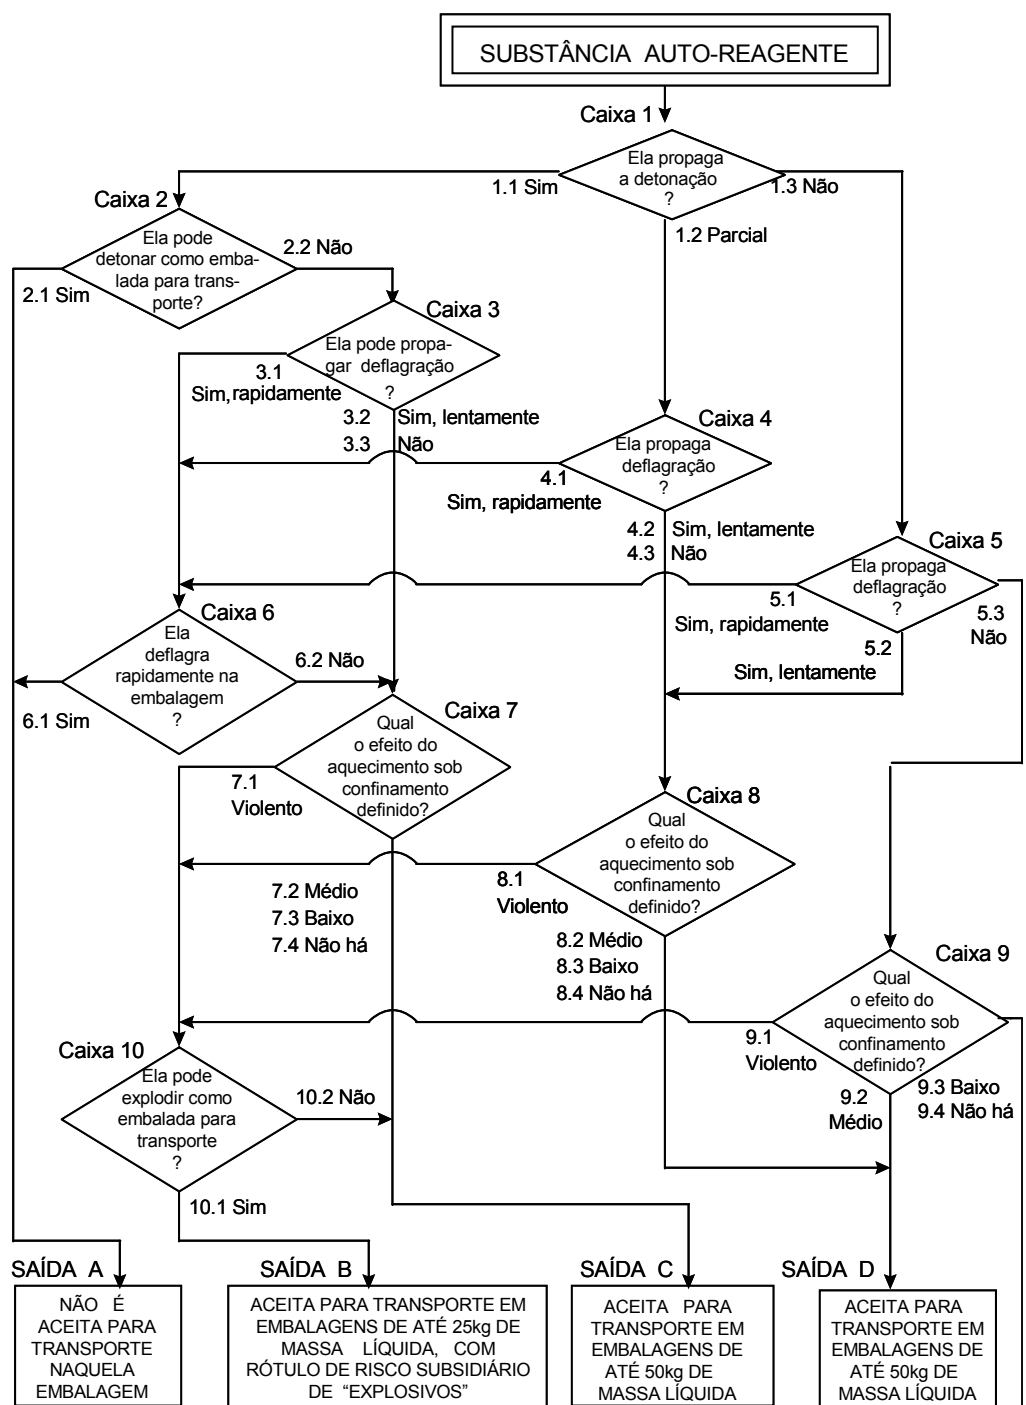 SUBSTÂNCIA AUTO-REAGENTE
Caixa 1
Ela propaga
a detonação
?
1.1 Sim
1.3 Não
1.2 Parcial
Caixa 2
Ela pode
detonar como emba-
lada para trans-
porte?
2.2 Não
2.1 Sim
Caixa 3
Ela pode propa-
gar deflagração
?
3.1
Sim, rapidamente
3.2 Sim, lentamente
3.3 Não
Caixa 4
Ela propaga
deflagração
?
4.1
Sim, rapidamente
4.2 Sim, lentamente
4.3 Não
Caixa 5
Ela propaga
deflagração
?
5.1
Sim, rapidamente
5.2
Sim, lentamente
5.3
Não
Caixa 6
Ela
deflagra
rapidamente na
embalagem
?
6.2 Não
6.1 Sim
Caixa 7
Qual
o efeito do
aquecimento sob
confinamento
definido?
7.1
Violento
7.2 Médio
7.3 Baixo
7.4 Não há
Caixa 8
Qual
o efeito do
aquecimento sob
confinamento
definido?
8.1
Violento
8.2 Médio
8.3 Baixo
8.4 Não há
Caixa 9
Qual
o efeito do
aquecimento sob
confinamento
definido?
9.1
Violento
9.2
Médio
9.3 Baixo
9.4 Não há
Caixa 10
Ela pode
explodir como
embalada para
transporte
?
10.2 Não
10.1 Sim
SAÍDA A
NÃO É
ACEITA PARA
TRANSPORTE
NAQUELA
EMBALAGEM
SAÍDA B
ACEITA PARA TRANSPORTE EM
EMBALAGENS DE ATÉ 25kg DE
MASSA LÍQUIDA, COM
RÓTULO DE RISCO SUBSIDIÁRIO
DE “EXPLOSIVOS”
SAÍDA C
ACEITA PARA
TRANSPORTE EM
EMBALAGENS DE
ATÉ 50kg DE
MASSA LÍQUIDA
SAÍDA D
ACEITA PARA
TRANSPORTE EM
EMBALAGENS DE
ATÉ 50kg DE
MASSA LÍQUIDA